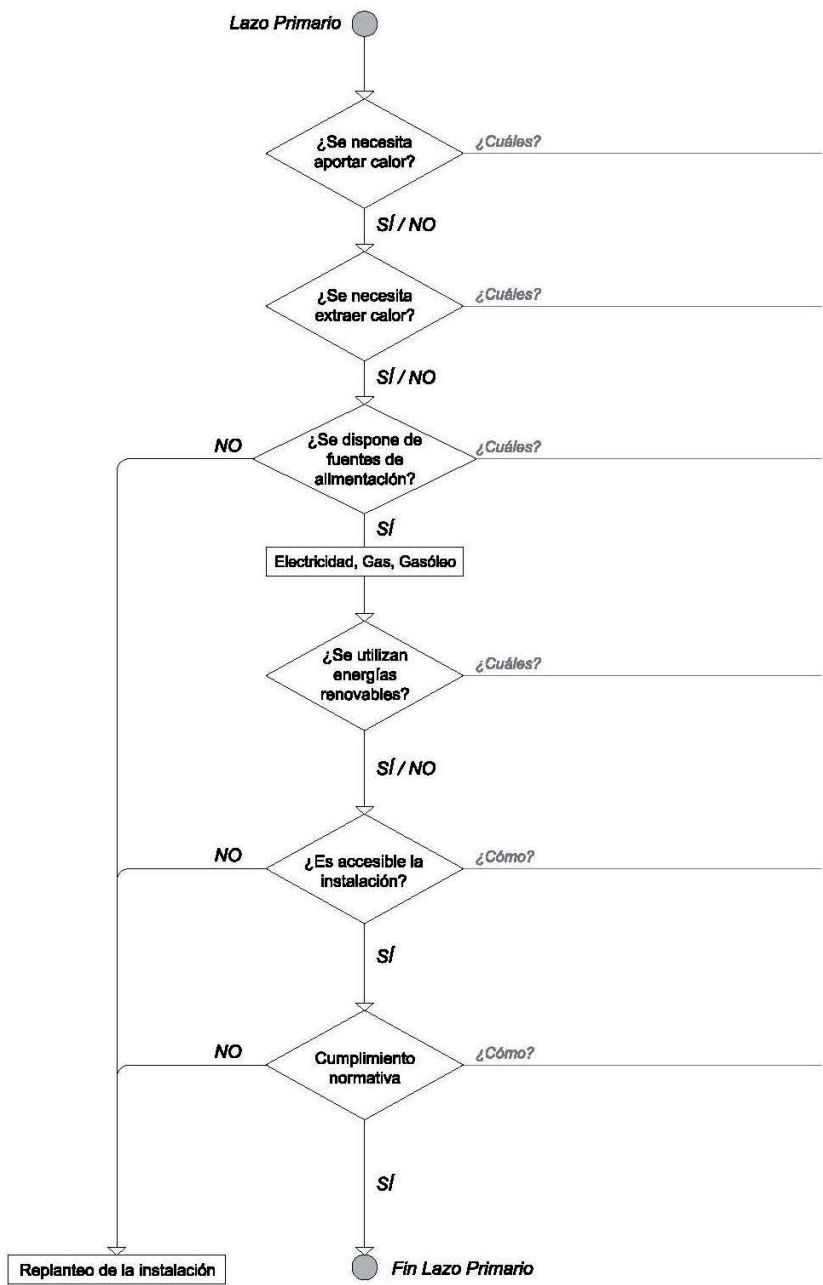 Lazo Primario
¿Se necesita
aportar calor?
¿Cuáles?
SÍ / NO
¿Se necesita
extraer calor?
¿Cuáles?
SÍ / NO
NO
¿Se dispone de
fuentes de
alimentación?
¿Cuáles?
SÍ
Electricidad, Gas, Gasóleo
¿Se utilizan
energías
renovables?
¿Cuáles?
SÍ / NO
NO
¿Es accesible la
instalación?
¿Cómo?
SÍ
NO
Cumplimiento
normativa
¿Cómo?
SÍ
Replanteo de la instalación
Fin Lazo Primario